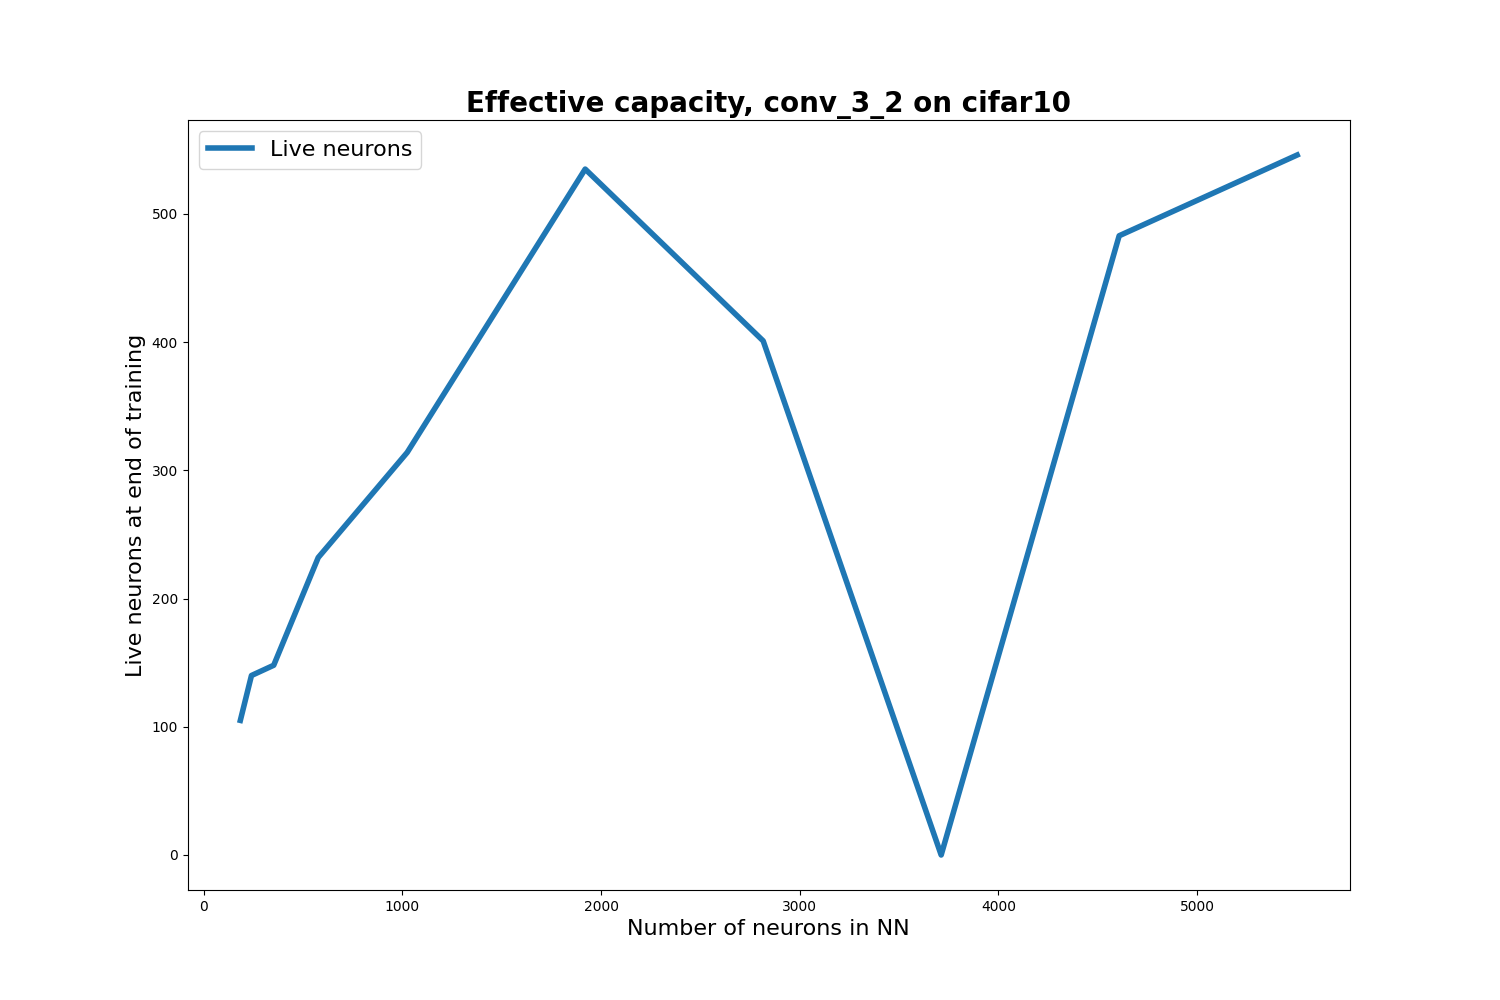 Effective capacity, conv_3_2 on cifar10
Live neurons
Live neurons at end of training
500
400
300
200
100
0
0 1000 2000 3000 4000 5000
Number of neurons in NN